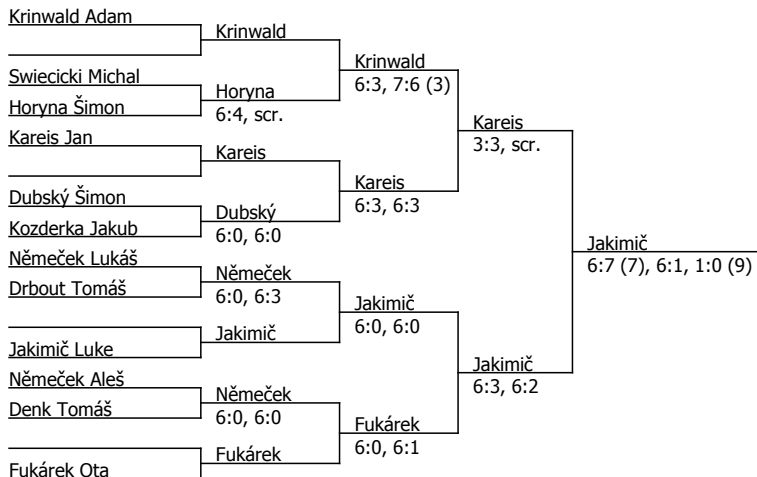 Krinwald Adam
Krinwald
Krinwald
6:3, 7:6 (3)
Swiecicki Michal
Horyna
6:4, scr.
Horyna Šimon
Kareis
3:3, scr.
Kareis Jan
Kareis
Kareis
6:3, 6:3
Dubský Šimon
Dubský
6:0, 6:0
Kozderka Jakub
Jakimič
6:7 (7), 6:1, 1:0 (9)
Němeček Lukáš
Němeček
6:0, 6:3
Drbout Tomáš
Jakimič
6:0, 6:0
Jakimič
Jakimič Luke
Jakimič
6:3, 6:2
Němeček Aleš
Němeček
6:0, 6:0
Denk Tomáš
Fukárek
6:0, 6:1
Fukárek
Fukárek Ota